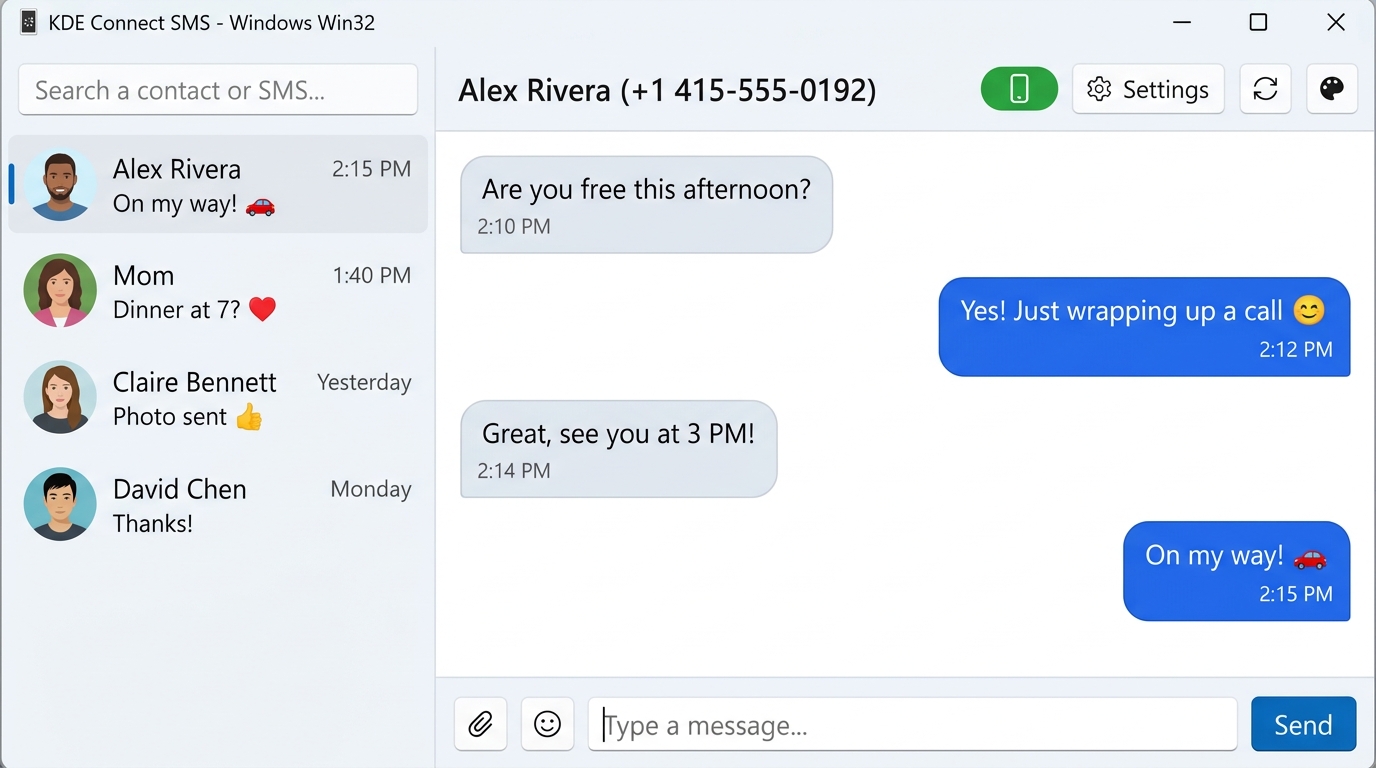 KDE Connect SMS - Windows Win32
Search a contact or SMS...
Alex Rivera 2:15 PM
On my way! 🚗
Mom 1:40 PM
Dinner at 7? ❤️
Claire Bennett Yesterday
Photo sent 👍
David Chen Monday
Thanks!
Alex Rivera (+1 415-555-0192)
Settings
Are you free this afternoon?
2:10 PM
Yes! Just wrapping up a call 😊
2:12 PM
Great, see you at 3 PM!
2:14 PM
On my way! 🚗
2:15 PM
Type a message...
Send